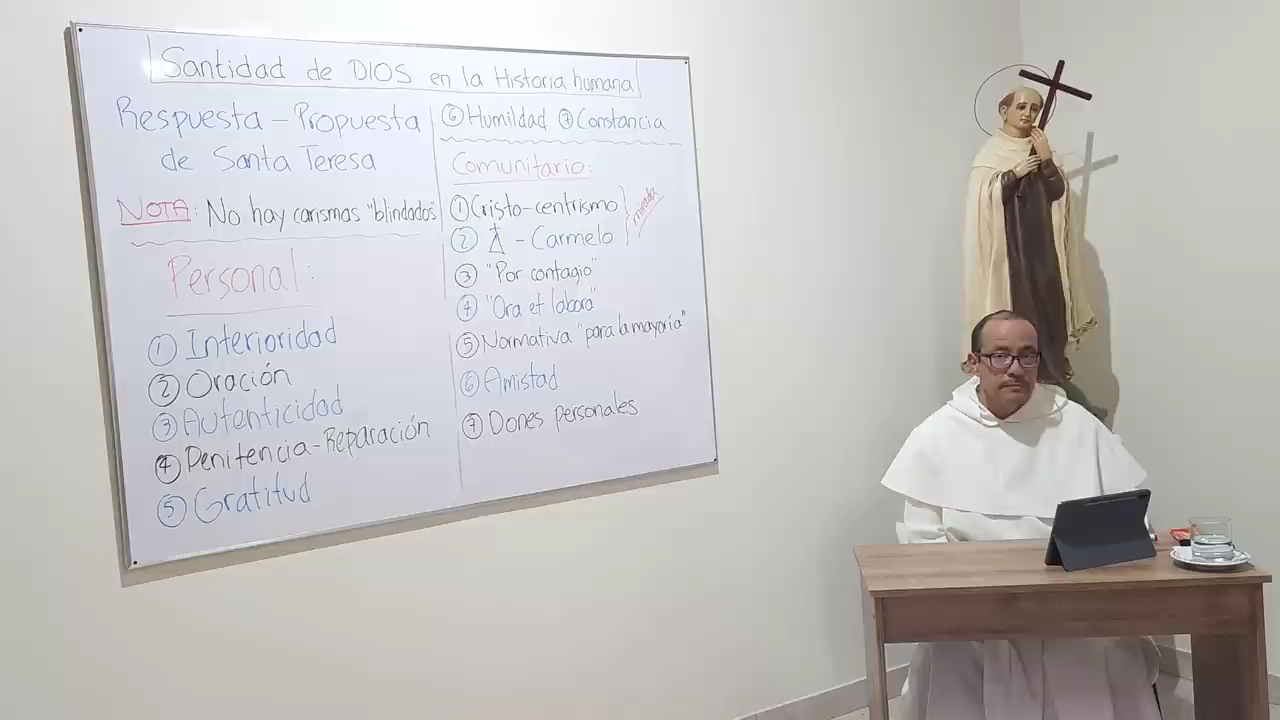 Santidad de DIOS en la Historia humana
Respuesta – Propuesta
de Santa Teresa
NOTA: No hay carismas "blindados"
Personal:
① Interioridad
② Oración
③ Autenticidad
④ Penitencia-Reparación
⑤ Gratitud
⑥ Humildad ⑦ Constancia
Comunitario:
① Cristo-centrismo
② - Carmelo
③ "Por contagio"
④ "Ora et labora"
⑤ Normativa "para la mayoría"
⑥ Amistad
⑦ Dones personales